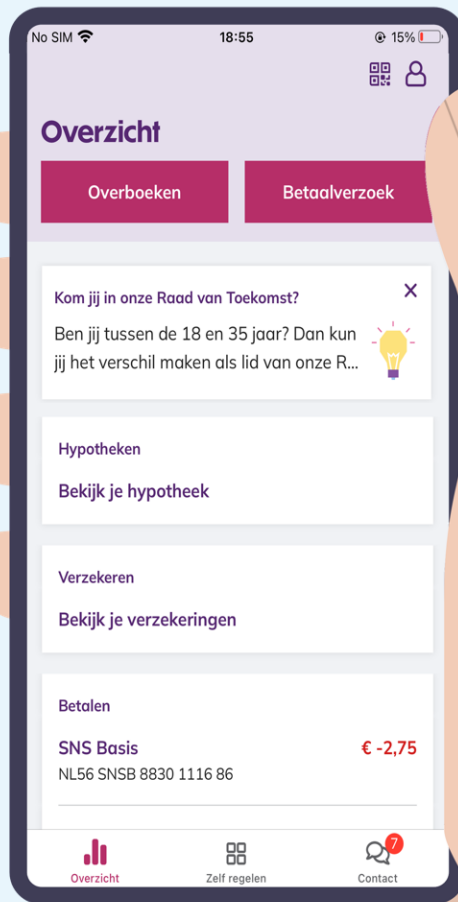 No SIM 18:55 15%
Overzicht
Overboeken Betaalverzoek
Kom jij in onze Raad van Toekomst?
Ben jij tussen de 18 en 35 jaar? Dan kun
jij het verschil maken als lid van onze R...
Hypotheken
Bekijk je hypotheek
Verzekeren
Bekijk je verzekeringen
Betalen
SNS Basis € -2,75
NL56 SNSB 8830 1116 86
7
Overzicht Zelf regelen Contact